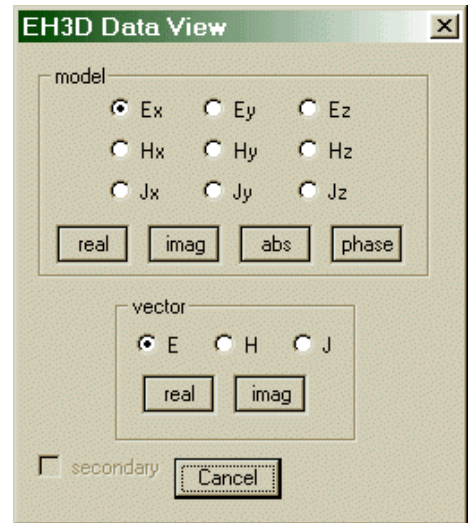 EH3D Data View
model
Ex Ey Ez
Hx Hy Hz
Jx Jy Jz
real imag abs phase
vector
E H J
real imag
secondary Cancel